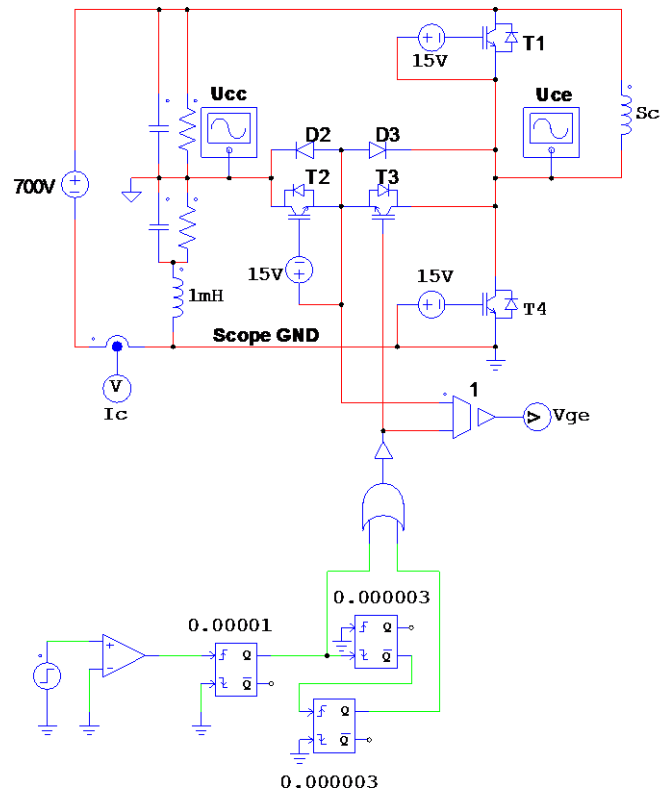 T1
15V
Ucc
Uce
Sc
D2
D3
T2
T3
700V
15V
15V
1mH
T4
Scope GND
V
Ic
1
V
Vge
0.000003
0.00001
Q
Q
Q
Q
Q
Q
0.000003